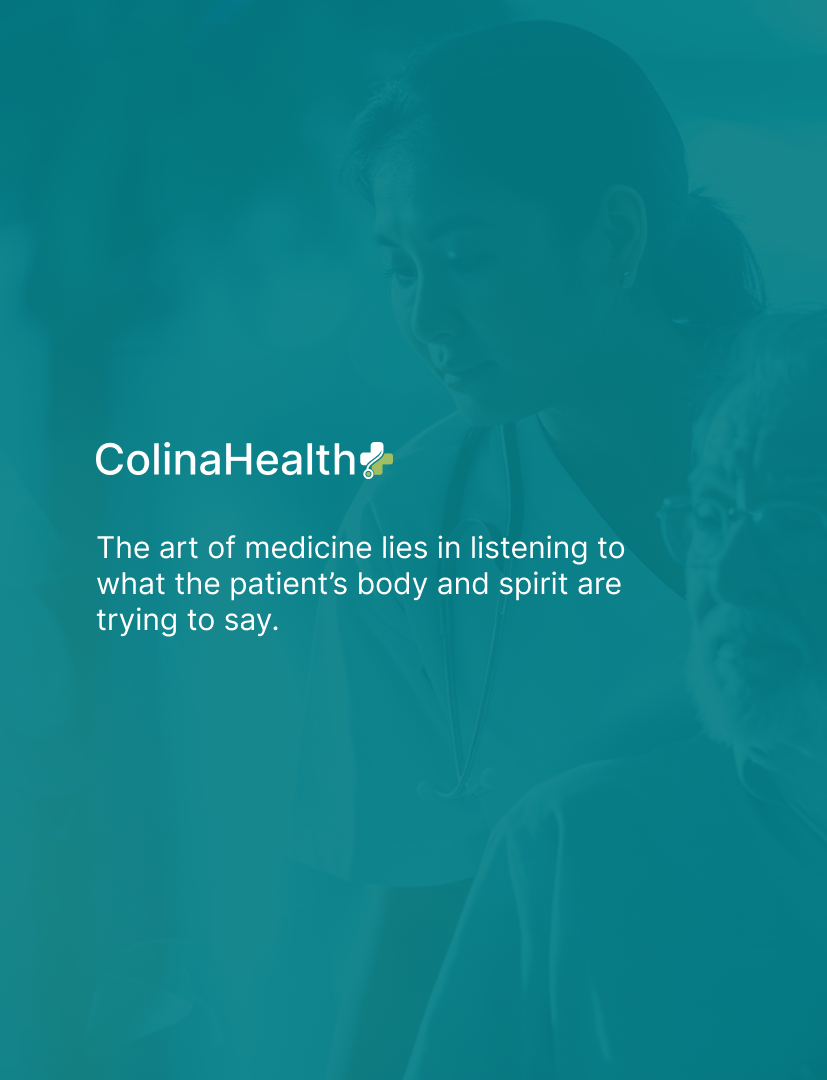 ColinaHealth
The art of medicine lies in listening to
what the patient’s body and spirit are
trying to say.